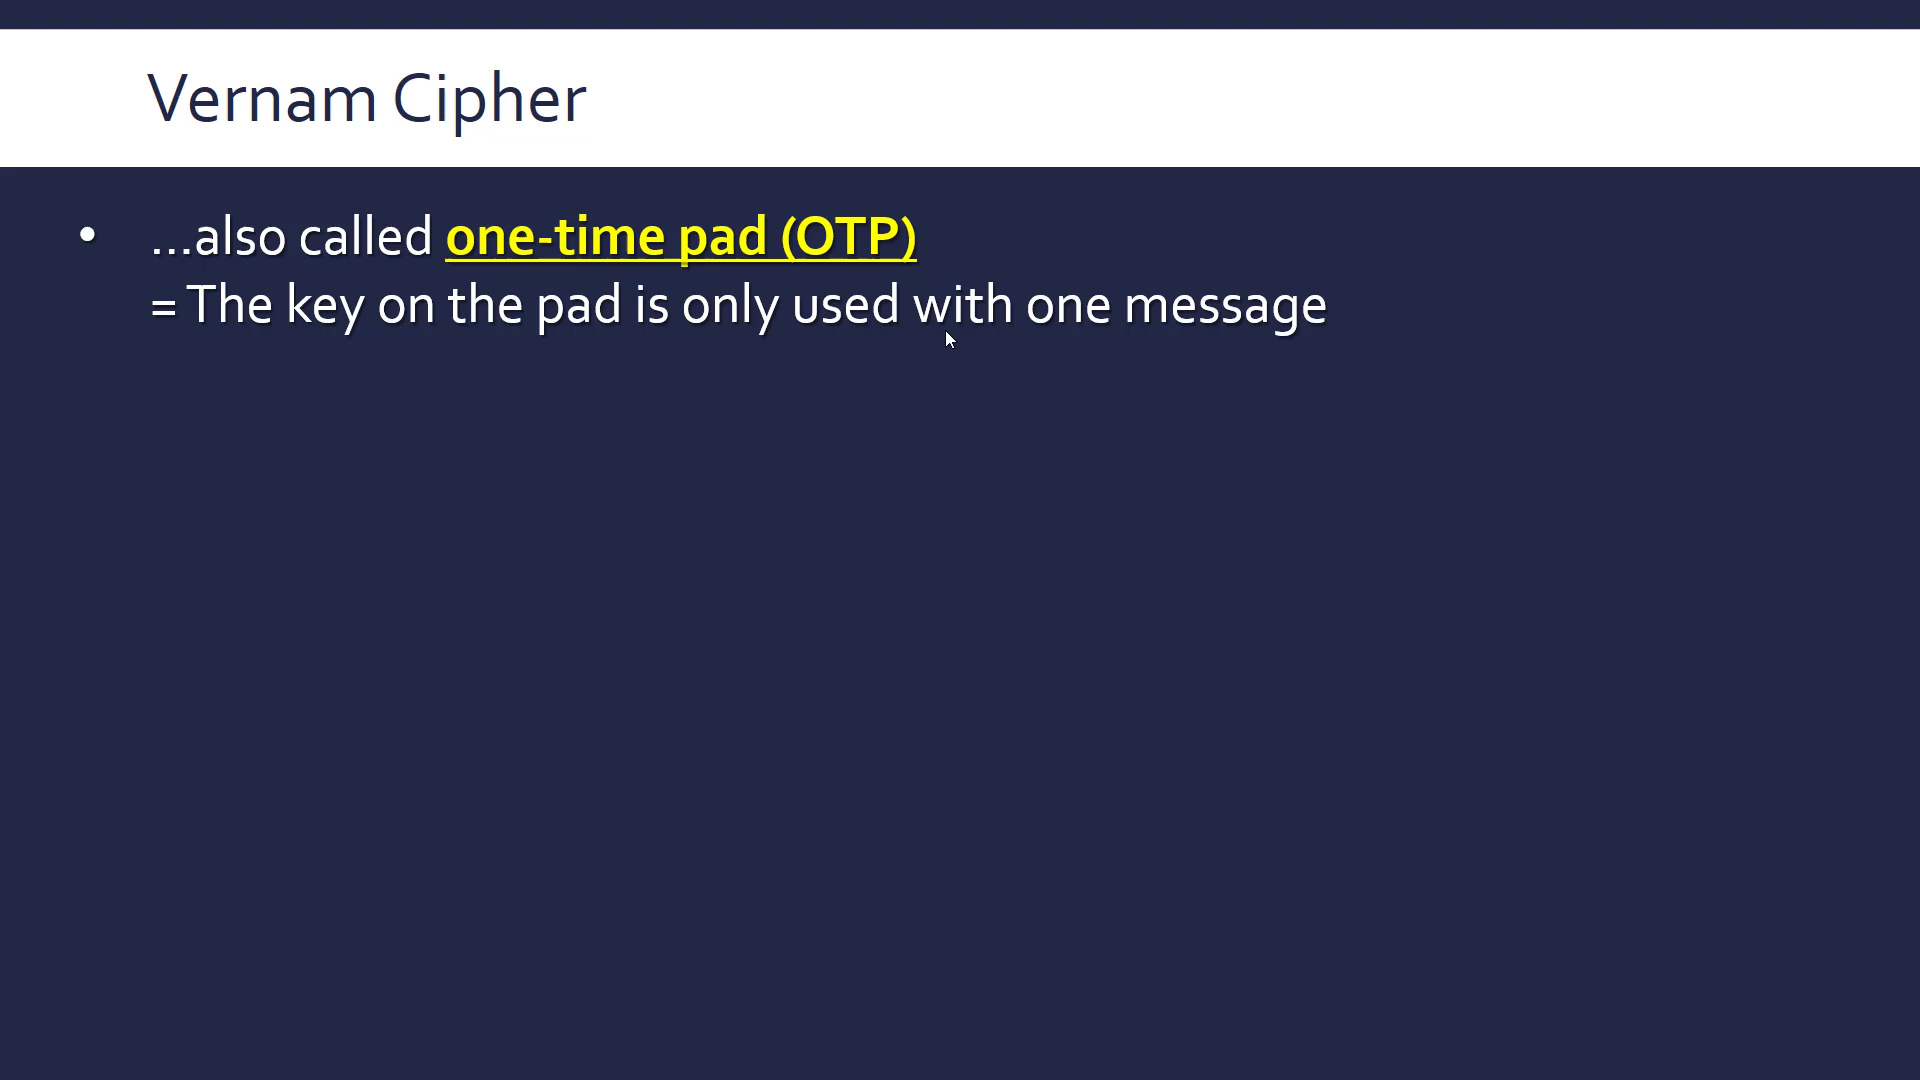 Vernam Cipher
• ...also called one-time pad (OTP)
= The key on the pad is only used with one message